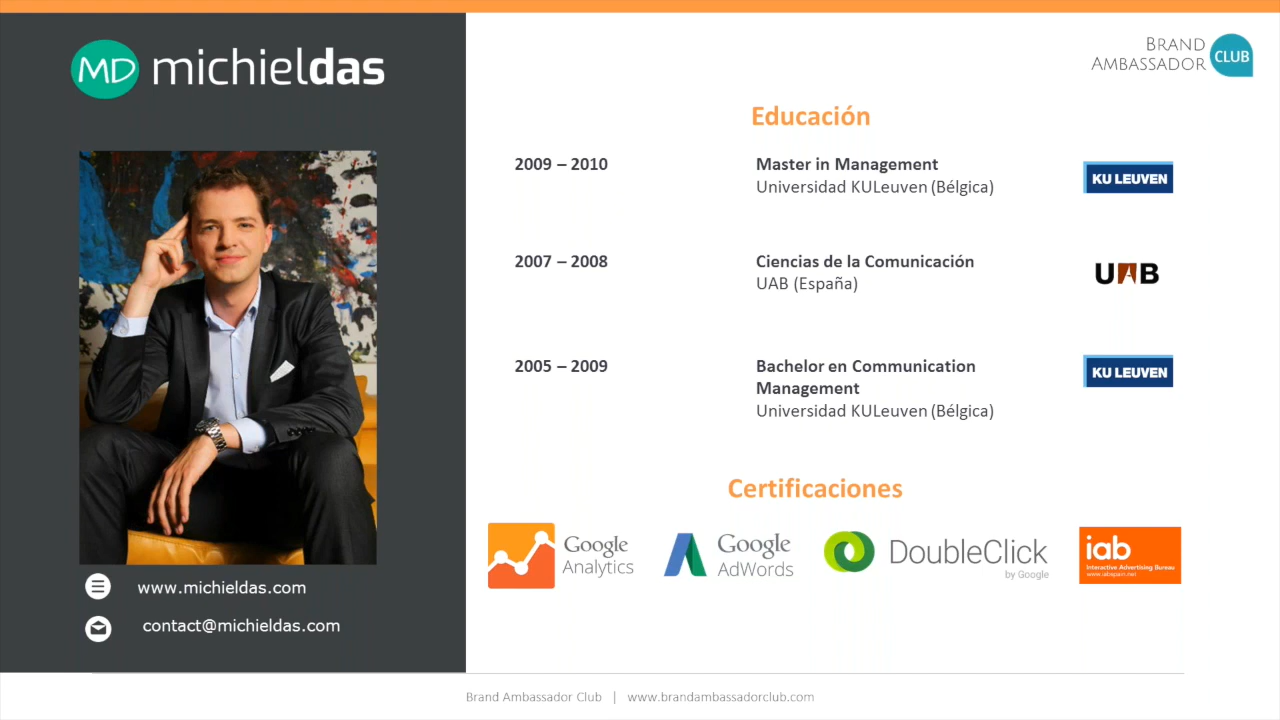 MD michieldas
BRAND
AMBASSADOR CLUB
Educación
2009 – 2010
Master in Management
Universidad KULeuven (Bélgica)
KU LEUVEN
2007 – 2008
Ciencias de la Comunicación
UAB (España)
UAB
2005 – 2009
Bachelor en Communication
Management
Universidad KULeuven (Bélgica)
KU LEUVEN
Certificaciones
Google
Analytics
Google
AdWords
DoubleClick
by Google
iab
Interactive Advertising Bureau
www.iabspain.net
www.michieldas.com
contact@michieldas.com
Brand Ambassador Club | www.brandambassadorclub.com